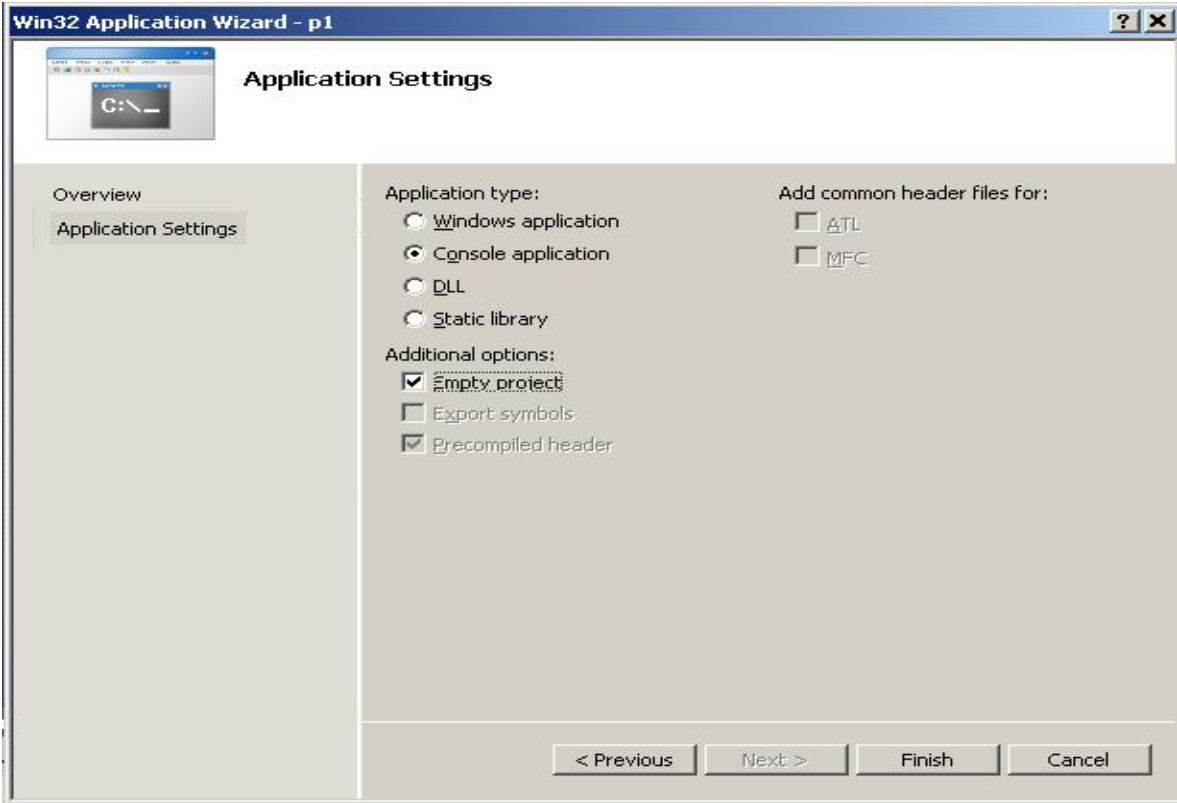 Win32 Application Wizard - p1
C:\_
Application Settings
Overview
Application Settings
Application type:
Windows application
Console application
DLL
Static library
Additional options:
Empty project
Export symbols
Precompiled header
Add common header files for:
ATL
MFC
< Previous
Next >
Finish
Cancel